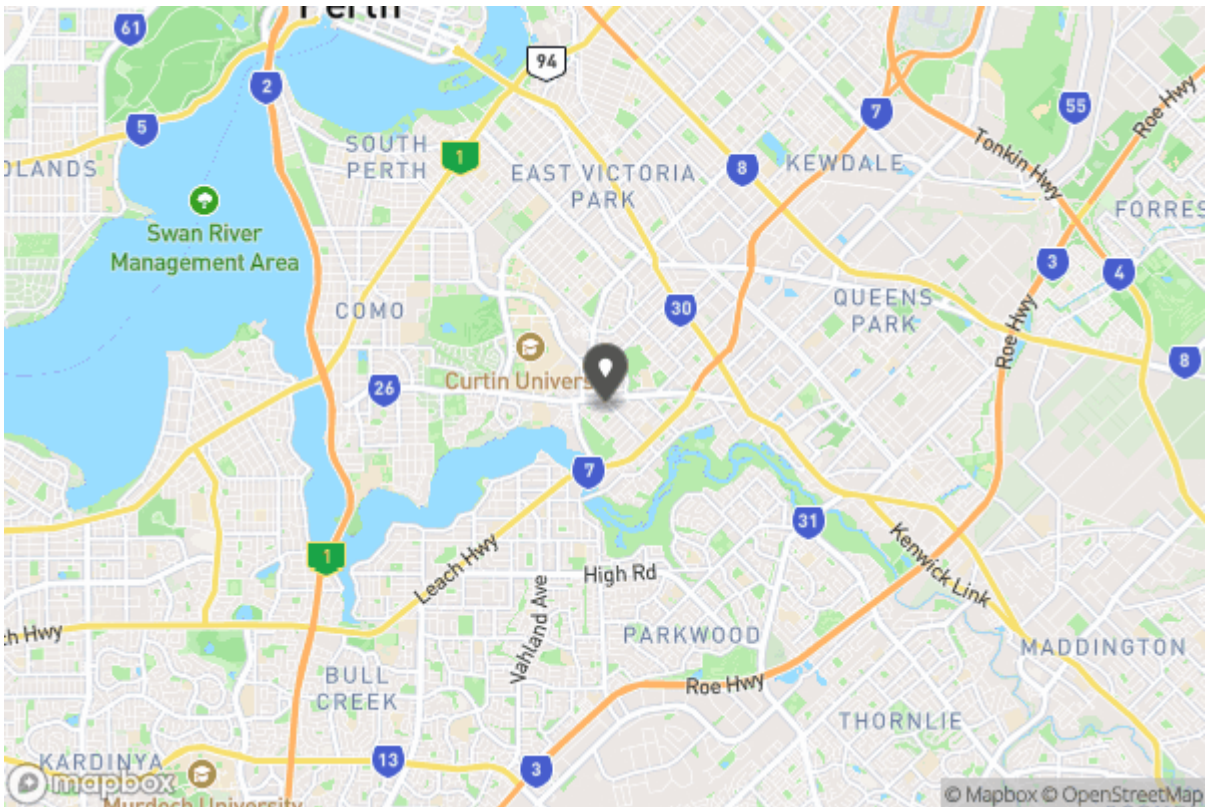 Perth
61
94
2
5
SOUTH
PERTH
1
EAST VICTORIA
PARK
8
7
KEWDALE
55
Roe Hwy
Tonkin Hwy
DLANDS
Swan River
Management Area
FORRES
3
4
COMO
30
QUEENS
PARK
Roe Hwy
8
26
Curtin Univers
7
31
1
Leach Hwy
High Rd
Kenwick Link
th Hwy
Vahland Ave
PARKWOOD
MADDINGTON
BULL
CREEK
Roe Hwy
THORNLIE
KARDINYA
13
3
mapbox
Murdoch University
© Mapbox © OpenStreetMap